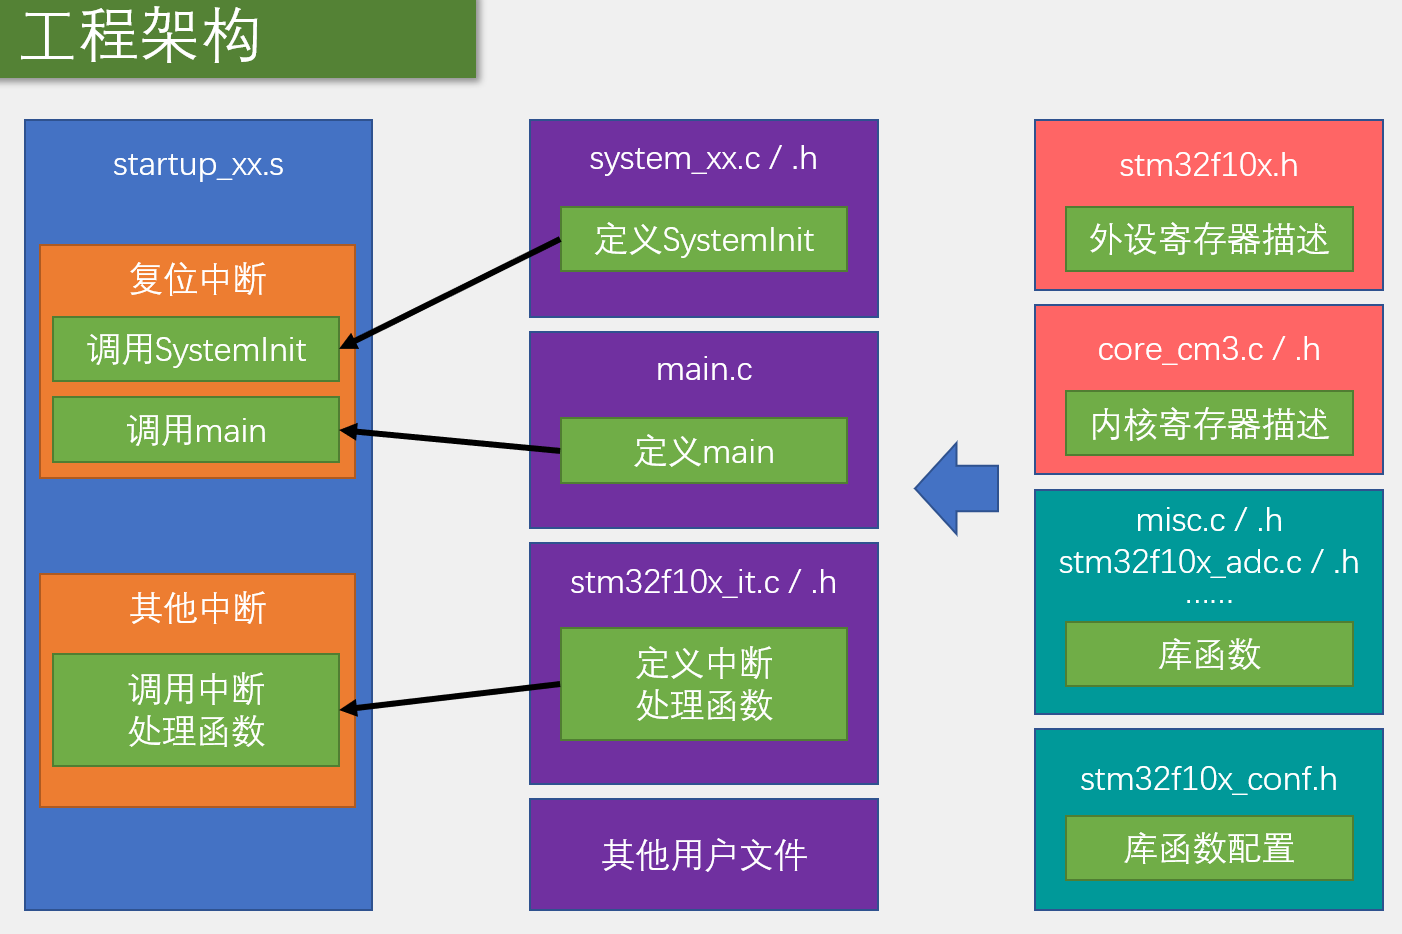 工程架构
startup_xx.s
复位中断
调用SystemInit
调用main
其他中断
调用中断
处理函数
system_xx.c / .h
定义SystemInit
main.c
定义main
stm32f10x_it.c / .h
定义中断
处理函数
其他用户文件
stm32f10x.h
外设寄存器描述
core_cm3.c / .h
内核寄存器描述
misc.c / .h
stm32f10x_adc.c / .h
……
库函数
stm32f10x_conf.h
库函数配置